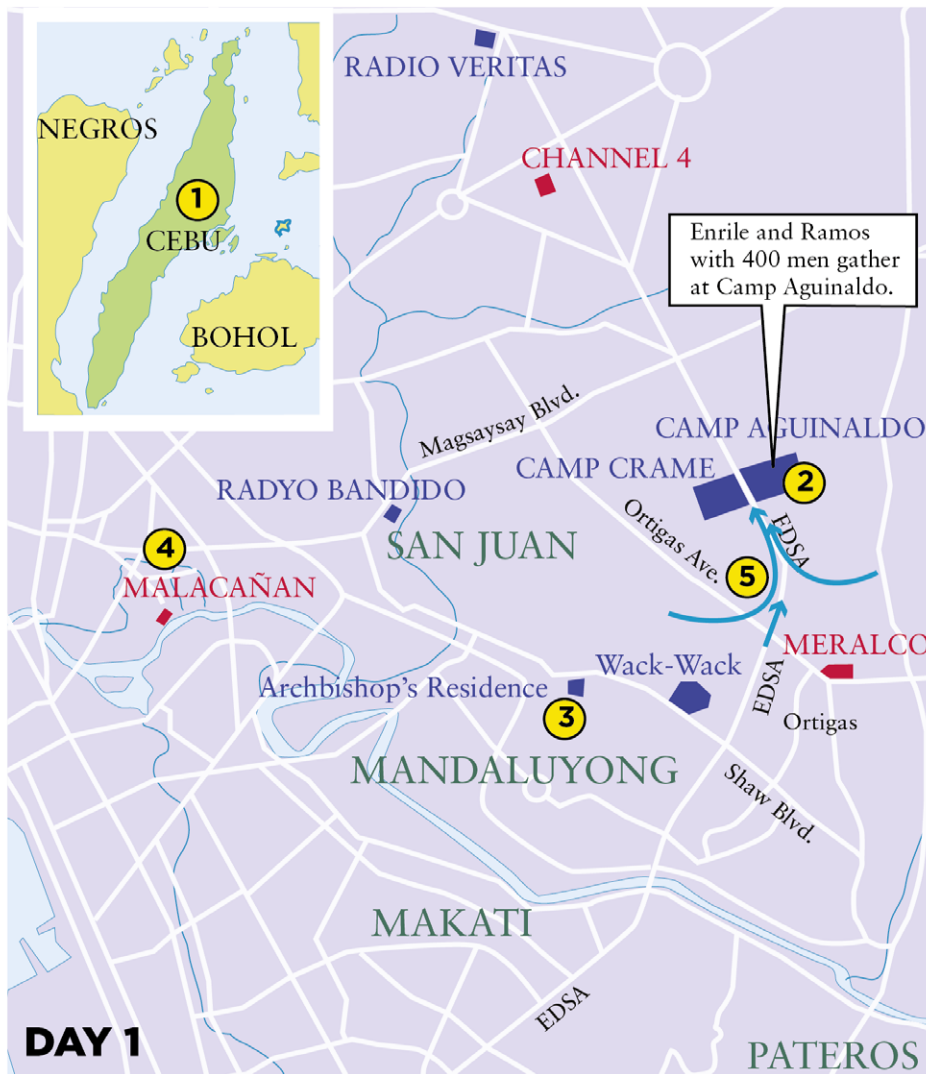 RADIO VERITAS
NEGROS
CHANNEL 4
1
CEBU
Enrile and Ramos
with 400 men gather
at Camp Aguinaldo.
BOHOL
Magsaysay Blvd.
CAMP AGUINALDO
CAMP CRAME
2
RADYO BANDIDO
Ortigas Ave.
EDSA
SAN JUAN
4
5
MALACAÑAN
MERALCO
Wack-Wack
EDSA
Archbishop's Residence
3
Ortigas
MANDALUYONG
Shaw Blvd.
MAKATI
EDSA
DAY 1
PATEROS